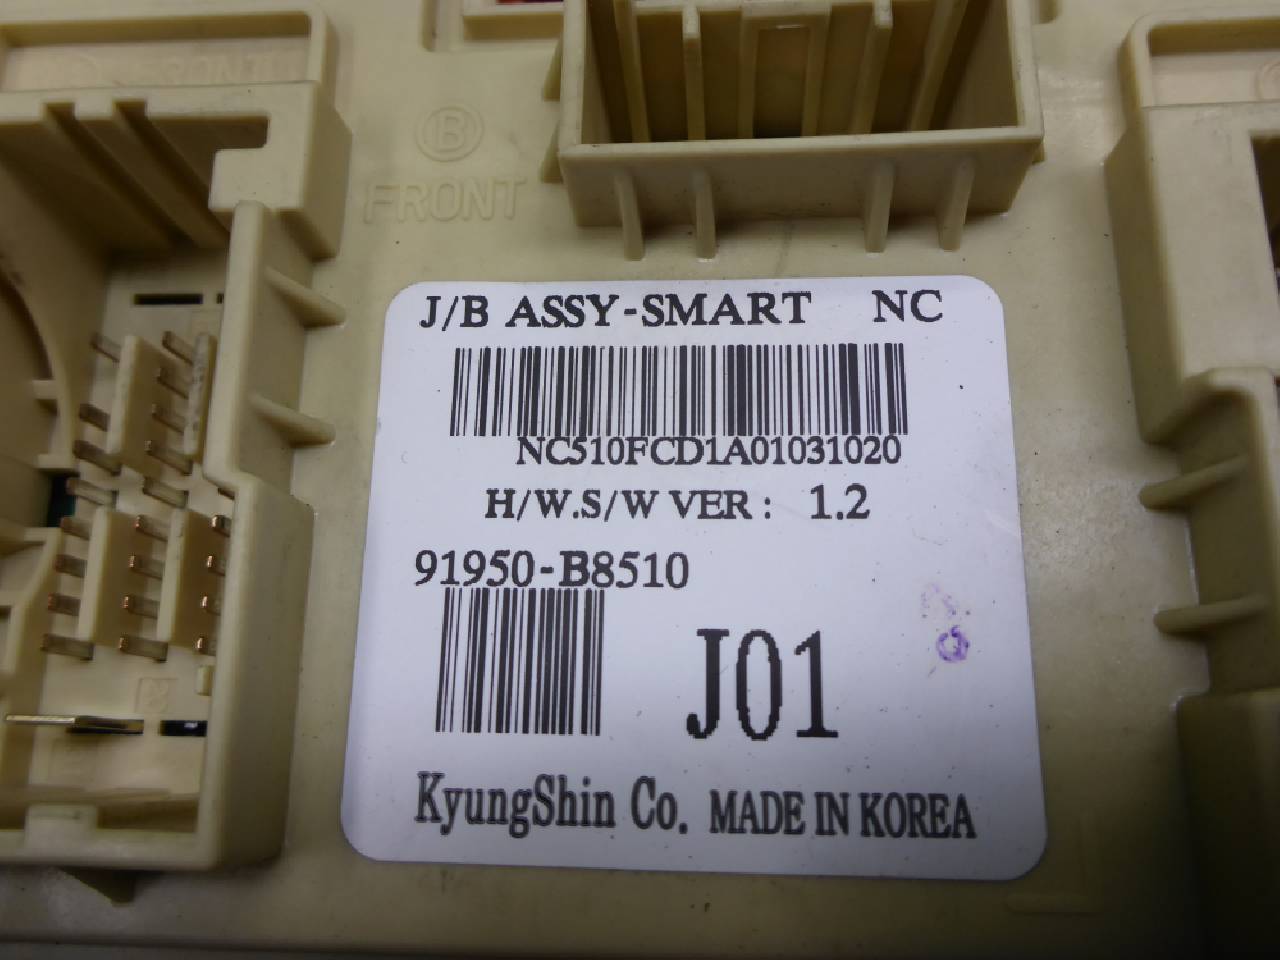 B
FRONT
J/B ASSY-SMART NC
NC510FCD1A01031020
H/W.S/W VER : 1.2
91950-B8510
J01
KyungShin Co. MADE IN KOREA